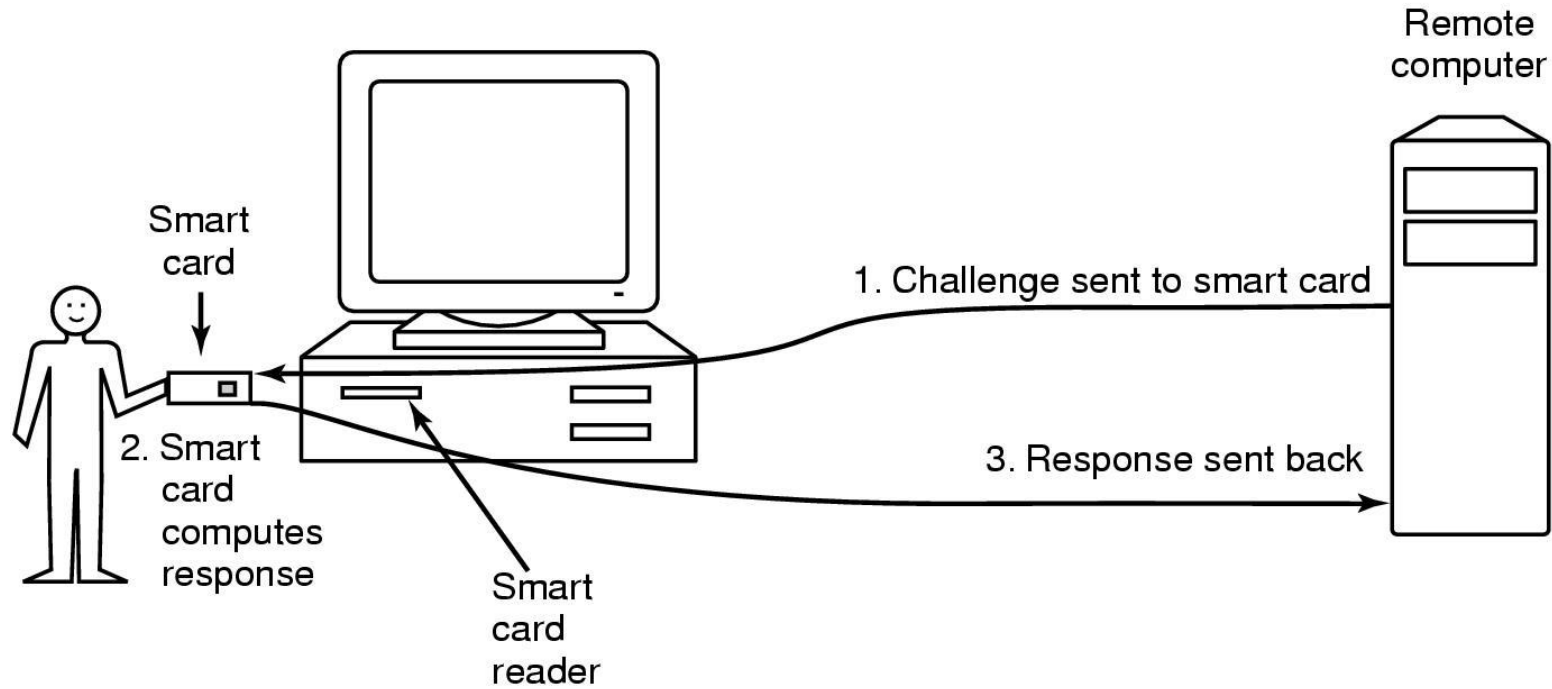 Remote
computer
Smart
card
1. Challenge sent to smart card
2. Smart
card
computes
response
3. Response sent back
Smart
card
reader